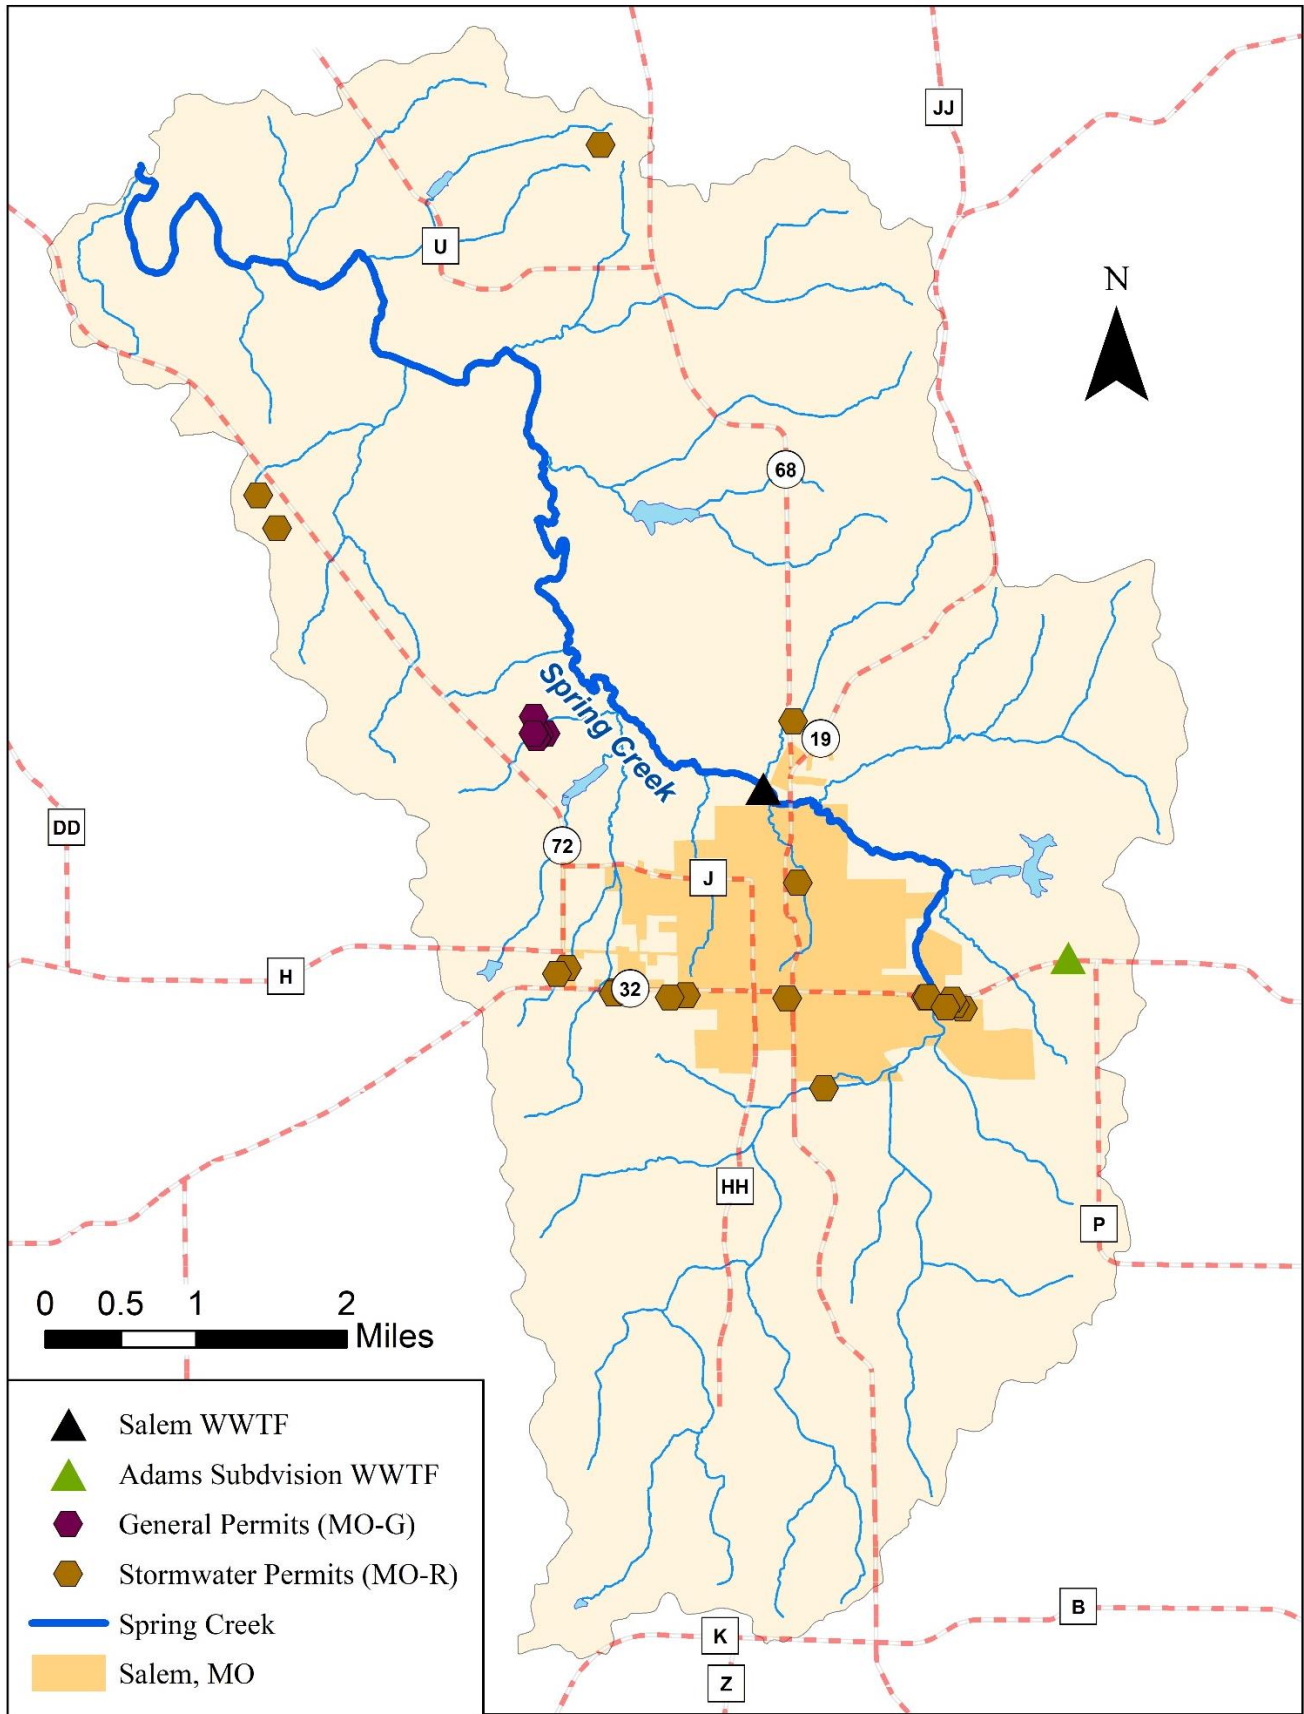 JJ
U
N
68
Spring Creek
19
DD
72
J
H
32
HH
P
0 0.5 1 2
Miles
Salem WWTF
Adams Subdvision WWTF
General Permits (MO-G)
Stormwater Permits (MO-R)
Spring Creek
Salem, MO
B
K
Z